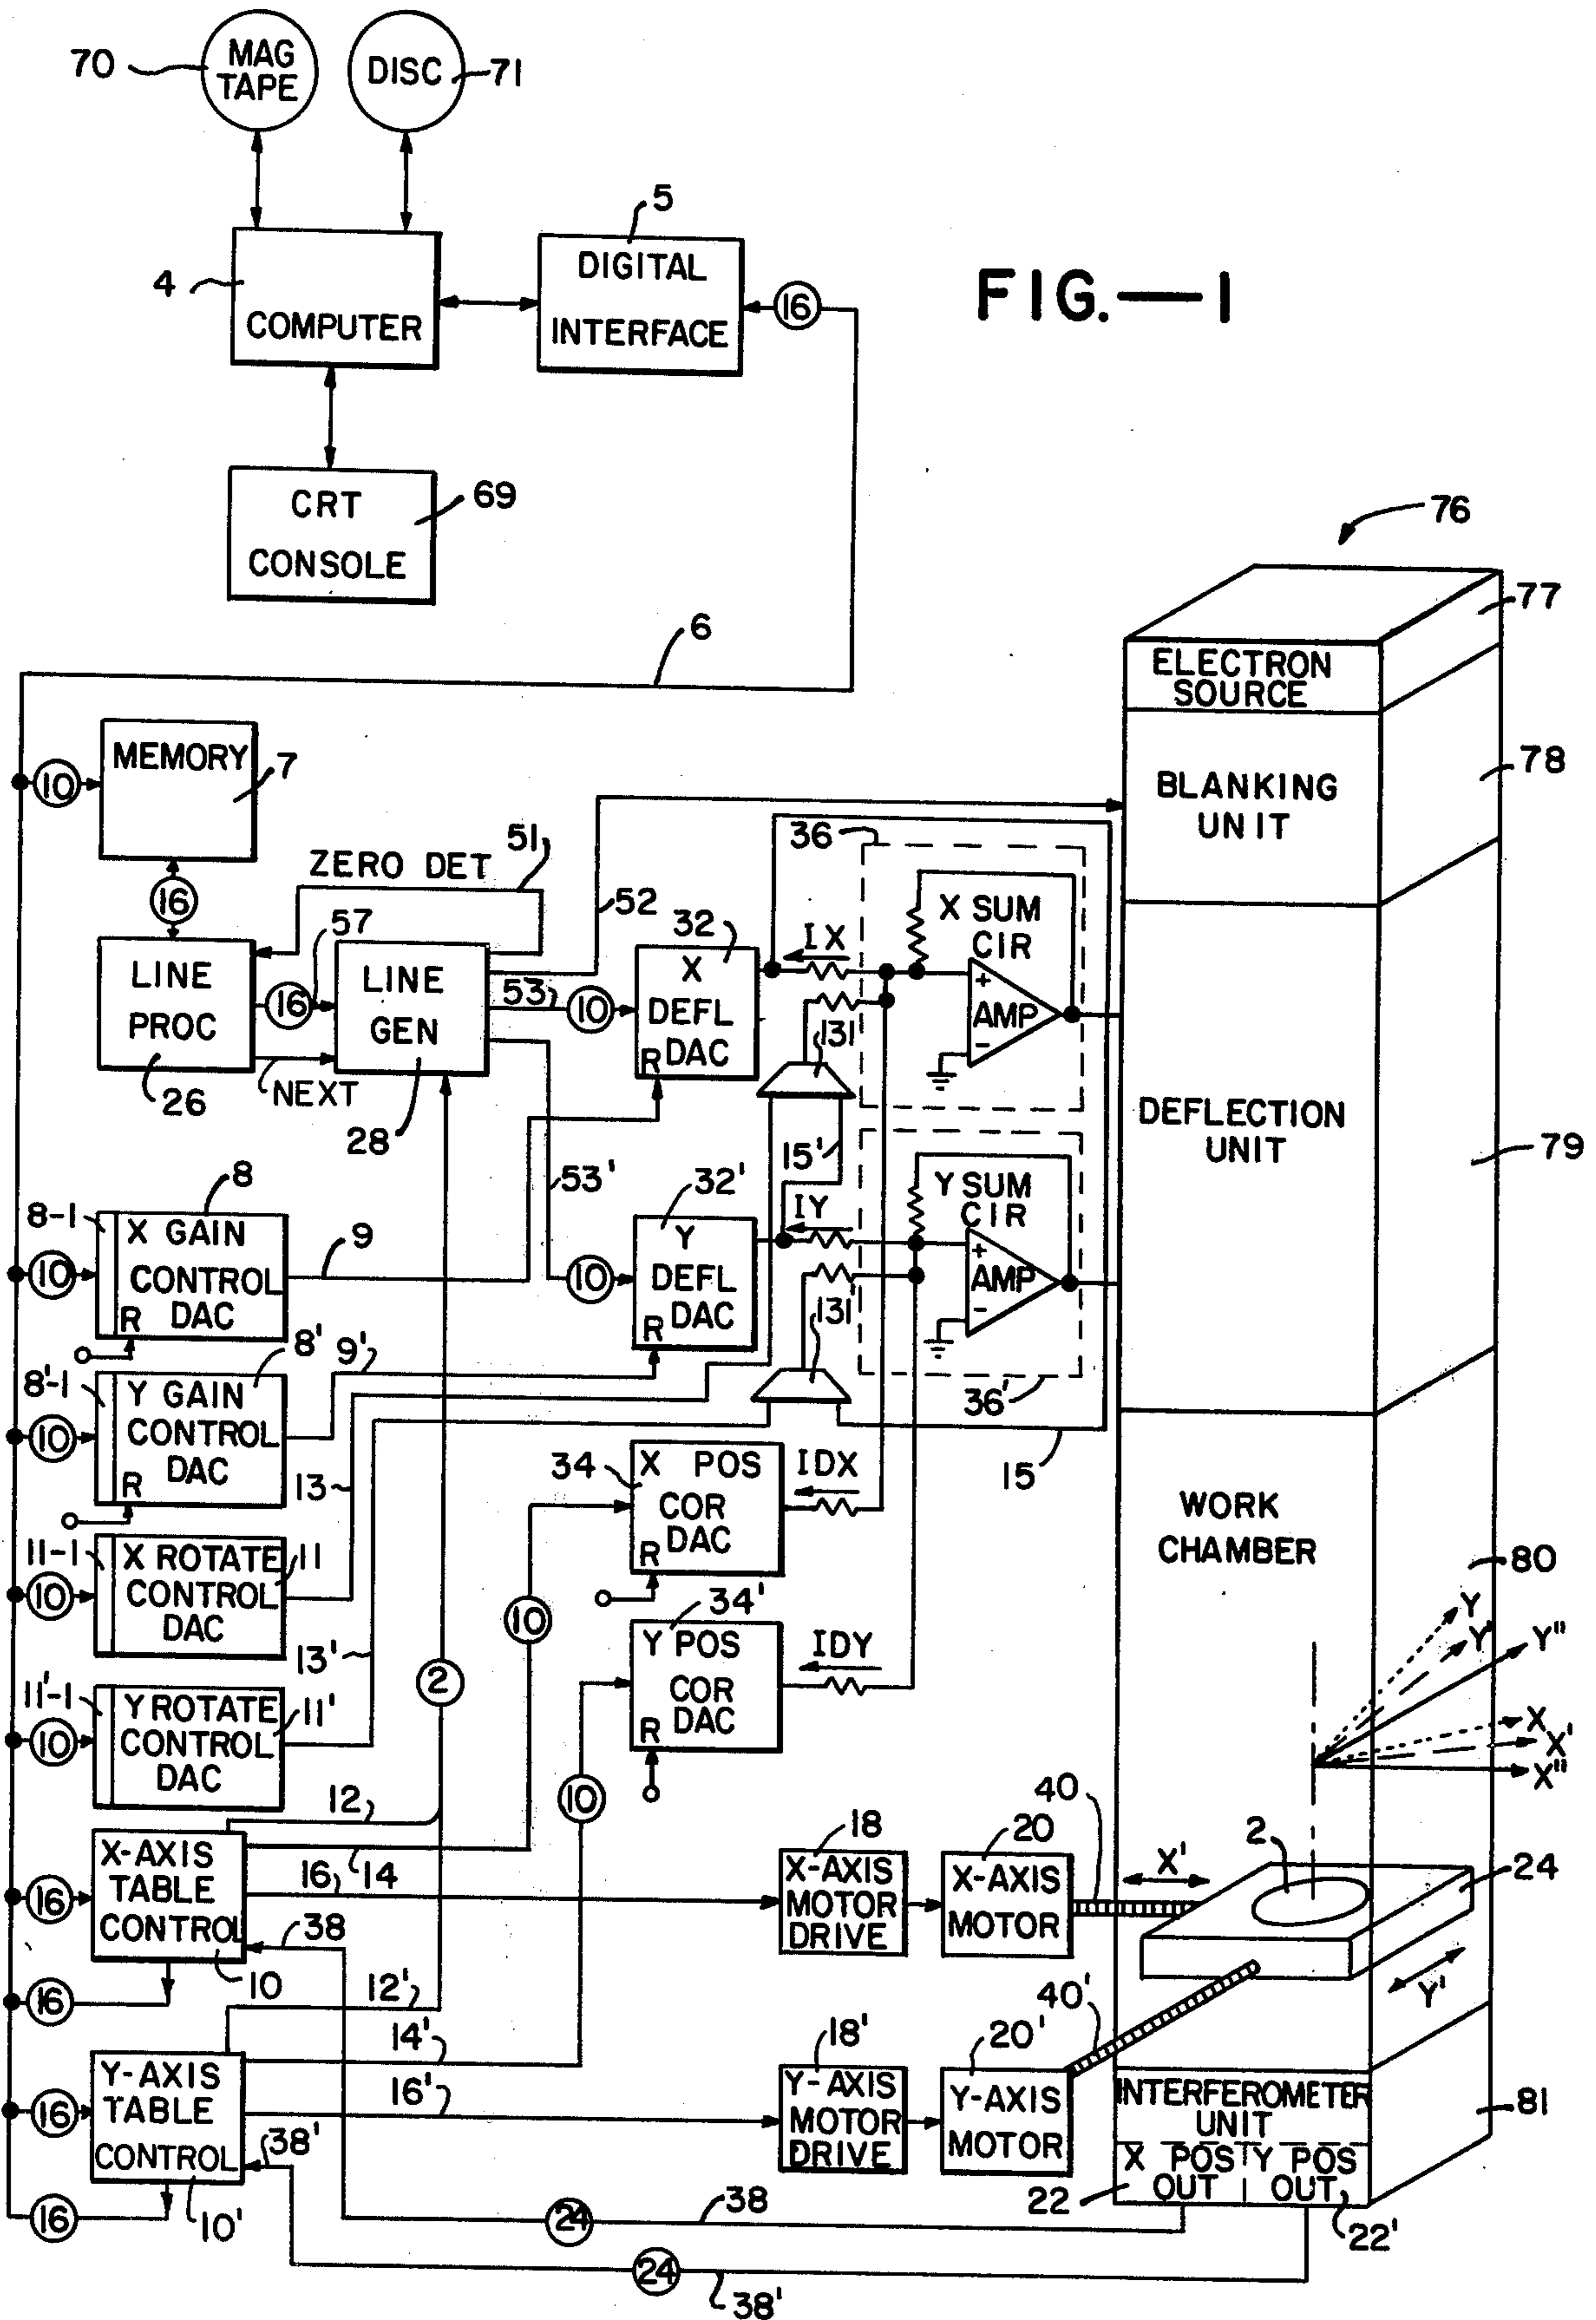 FIG.—1
70
MAG
TAPE
DISC
71
4
COMPUTER
5
DIGITAL
INTERFACE
16
CRT
CONSOLE
69
6
76
77
ELECTRON
SOURCE
78
BLANKING
UNIT
10
MEMORY
7
16
ZERO DET
51
52
57
LINE
PROC
26
16
NEXT
LINE
GEN
28
53
10
53'
32
X
DEFL
DAC
R
IX
36
X SUM
CIR
+
AMP
-
131
15'
DEFLECTION
UNIT
79
8-1
8
10
X GAIN
CONTROL
DAC
R
9
10
32'
Y
DEFL
DAC
R
IY
Y SUM
CIR
+
AMP
-
131'
36'
15
8'-1
8'
10
Y GAIN
CONTROL
DAC
R
9'
13
11-1
10
X ROTATE
CONTROL
DAC
11
13'
11'-1
10
Y ROTATE
CONTROL
DAC
11'
2
10
34
X POS
COR
DAC
R
IDX
34'
Y POS
COR
DAC
R
IDY
10
WORK
CHAMBER
80
Y
Y'
Y"
X
X'
X"
12
14
16
X-AXIS
TABLE
CONTROL
16
10
38
16
18
X-AXIS
MOTOR
DRIVE
20
X-AXIS
MOTOR
40
X'
2
24
Y'
12'
14'
16'
Y-AXIS
TABLE
CONTROL
16
10'
38'
16
18'
Y-AXIS
MOTOR
DRIVE
20'
Y-AXIS
MOTOR
40'
INTERFEROMETER
UNIT
81
X POS
OUT
22
Y POS
OUT
22'
24
38
24
38'